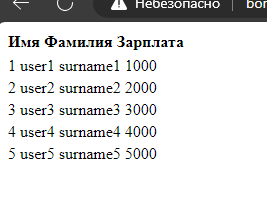 Небезопасно
Имя Фамилия Зарплата
1 user1 surname1 1000
2 user2 surname2 2000
3 user3 surname3 3000
4 user4 surname4 4000
5 user5 surname5 5000